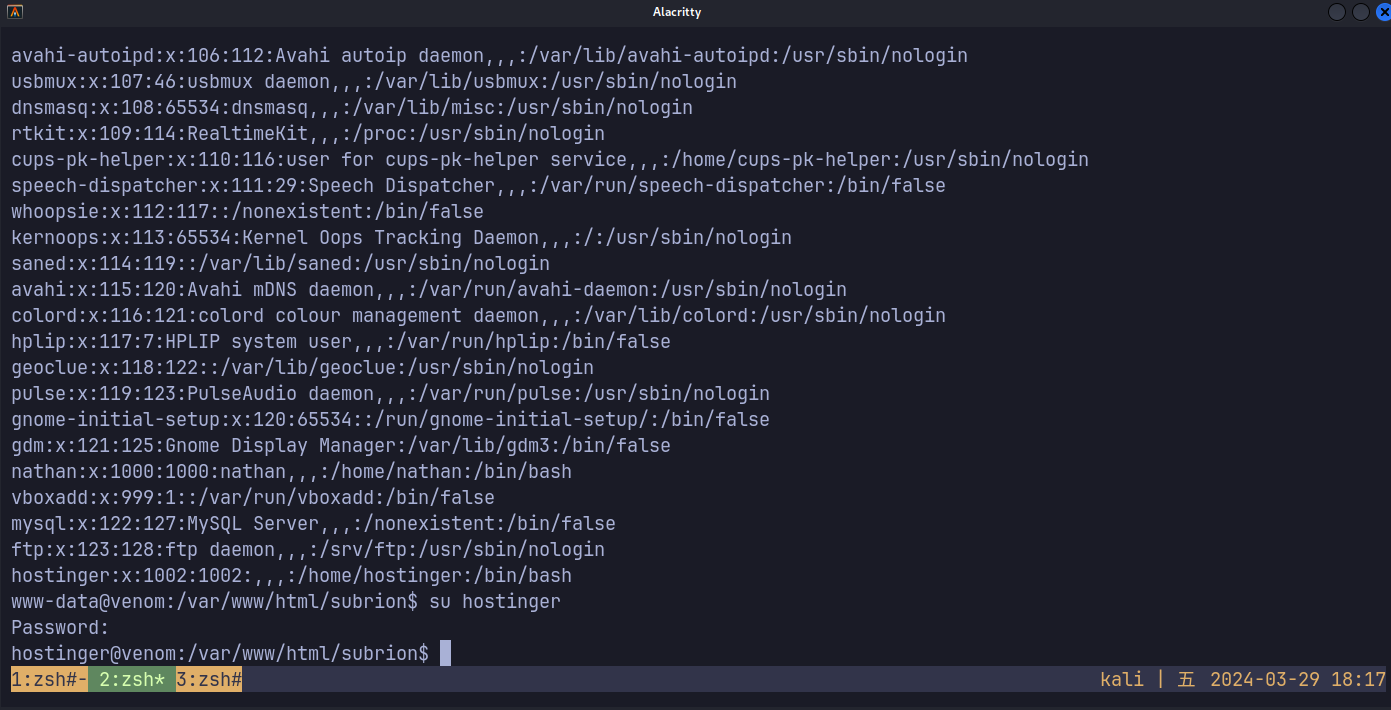 Alacritty
avahi-autoipd:x:106:112:Avahi autoip daemon,,,:/var/lib/avahi-autoipd:/usr/sbin/nologin
usbmux:x:107:46:usbmux daemon,,,:/var/lib/usbmux:/usr/sbin/nologin
dnsmasq:x:108:65534:dnsmasq,,,:/var/lib/misc:/usr/sbin/nologin
rtkit:x:109:114:RealtimeKit,,,:/proc:/usr/sbin/nologin
cups-pk-helper:x:110:116:user for cups-pk-helper service,,,:/home/cups-pk-helper:/usr/sbin/nologin
speech-dispatcher:x:111:29:Speech Dispatcher,,,:/var/run/speech-dispatcher:/bin/false
whoopsie:x:112:117::/nonexistent:/bin/false
kernoops:x:113:65534:Kernel Oops Tracking Daemon,,,:/:/usr/sbin/nologin
saned:x:114:119::/var/lib/saned:/usr/sbin/nologin
avahi:x:115:120:Avahi mDNS daemon,,,:/var/run/avahi-daemon:/usr/sbin/nologin
colord:x:116:121:colord colour management daemon,,,:/var/lib/colord:/usr/sbin/nologin
hplip:x:117:7:HPLIP system user,,,:/var/run/hplip:/bin/false
geoclue:x:118:122::/var/lib/geoclue:/usr/sbin/nologin
pulse:x:119:123:PulseAudio daemon,,,:/var/run/pulse:/usr/sbin/nologin
gnome-initial-setup:x:120:65534::/run/gnome-initial-setup/:/bin/false
gdm:x:121:125:Gnome Display Manager:/var/lib/gdm3:/bin/false
nathan:x:1000:1000:nathan,,,:/home/nathan:/bin/bash
vboxadd:x:999:1::/var/run/vboxadd:/bin/false
mysql:x:122:127:MySQL Server,,,:/nonexistent:/bin/false
ftp:x:123:128:ftp daemon,,,:/srv/ftp:/usr/sbin/nologin
hostinger:x:1002:1002:,,,:/home/hostinger:/bin/bash
www-data@venom:/var/www/html/subrion$ su hostinger
Password:
hostinger@venom:/var/www/html/subrion$
1:zsh#- 2:zsh* 3:zsh# kali | 五 2024-03-29 18:17